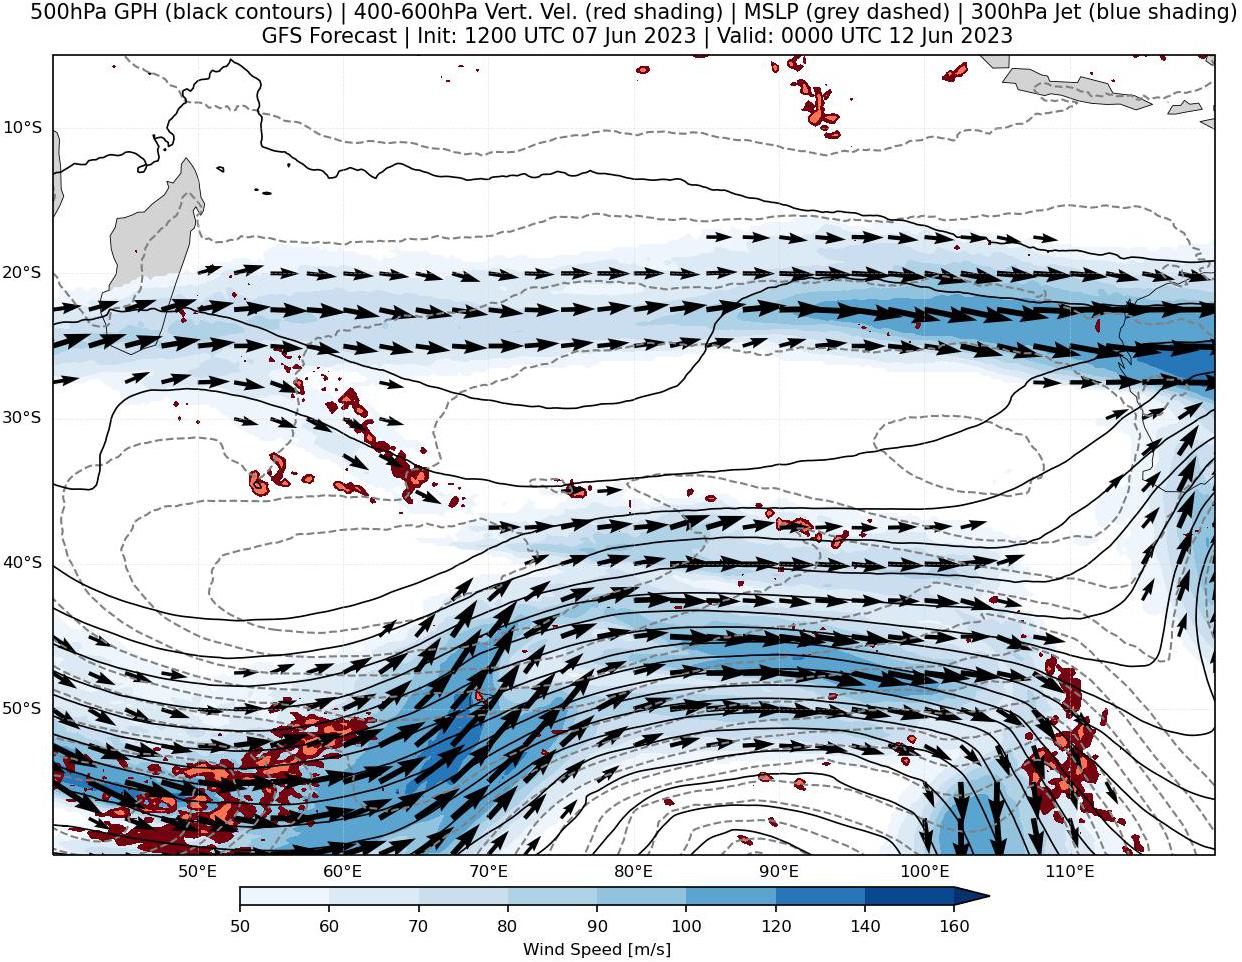 500hPa GPH (black contours) | 400-600hPa Vert. Vel. (red shading) | MSLP (grey dashed) | 300hPa Jet (blue shading)
GFS Forecast | Init: 1200 UTC 07 Jun 2023 | Valid: 0000 UTC 12 Jun 2023
10°S
20°S
30°S
40°S
50°S
50°E 60°E 70°E 80°E 90°E 100°E 110°E
50 60 70 80 90 100 120 140 160
Wind Speed [m/s]